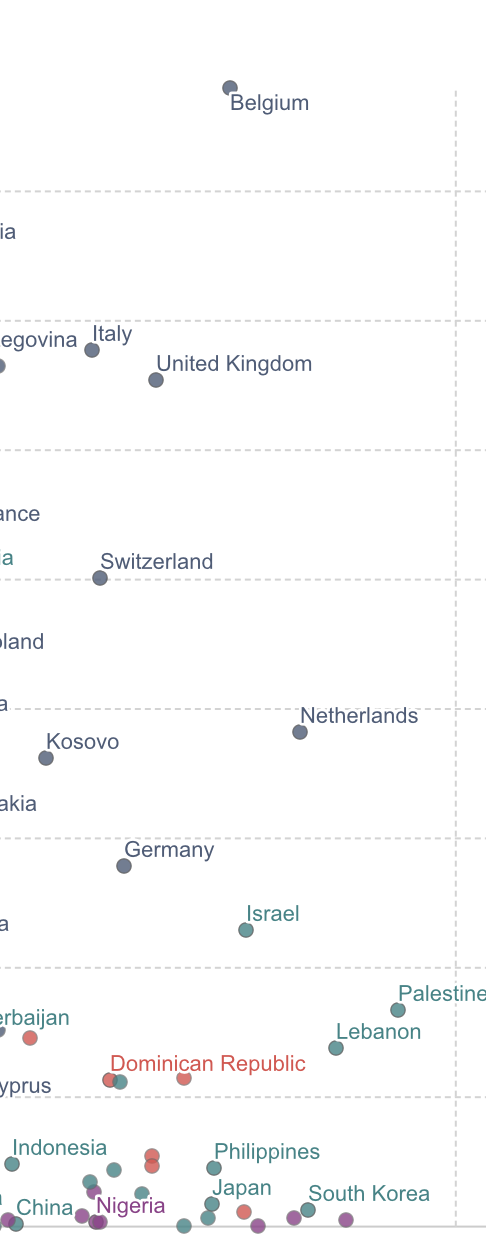 Belgium
ia
egovina
Italy
United Kingdom
ance
ia
Switzerland
oland
a
Netherlands
Kosovo
akia
Germany
a
Israel
Palestine
erbaijan
Lebanon
Dominican Republic
yprus
Indonesia
Philippines
Japan
South Korea
a
China
Nigeria